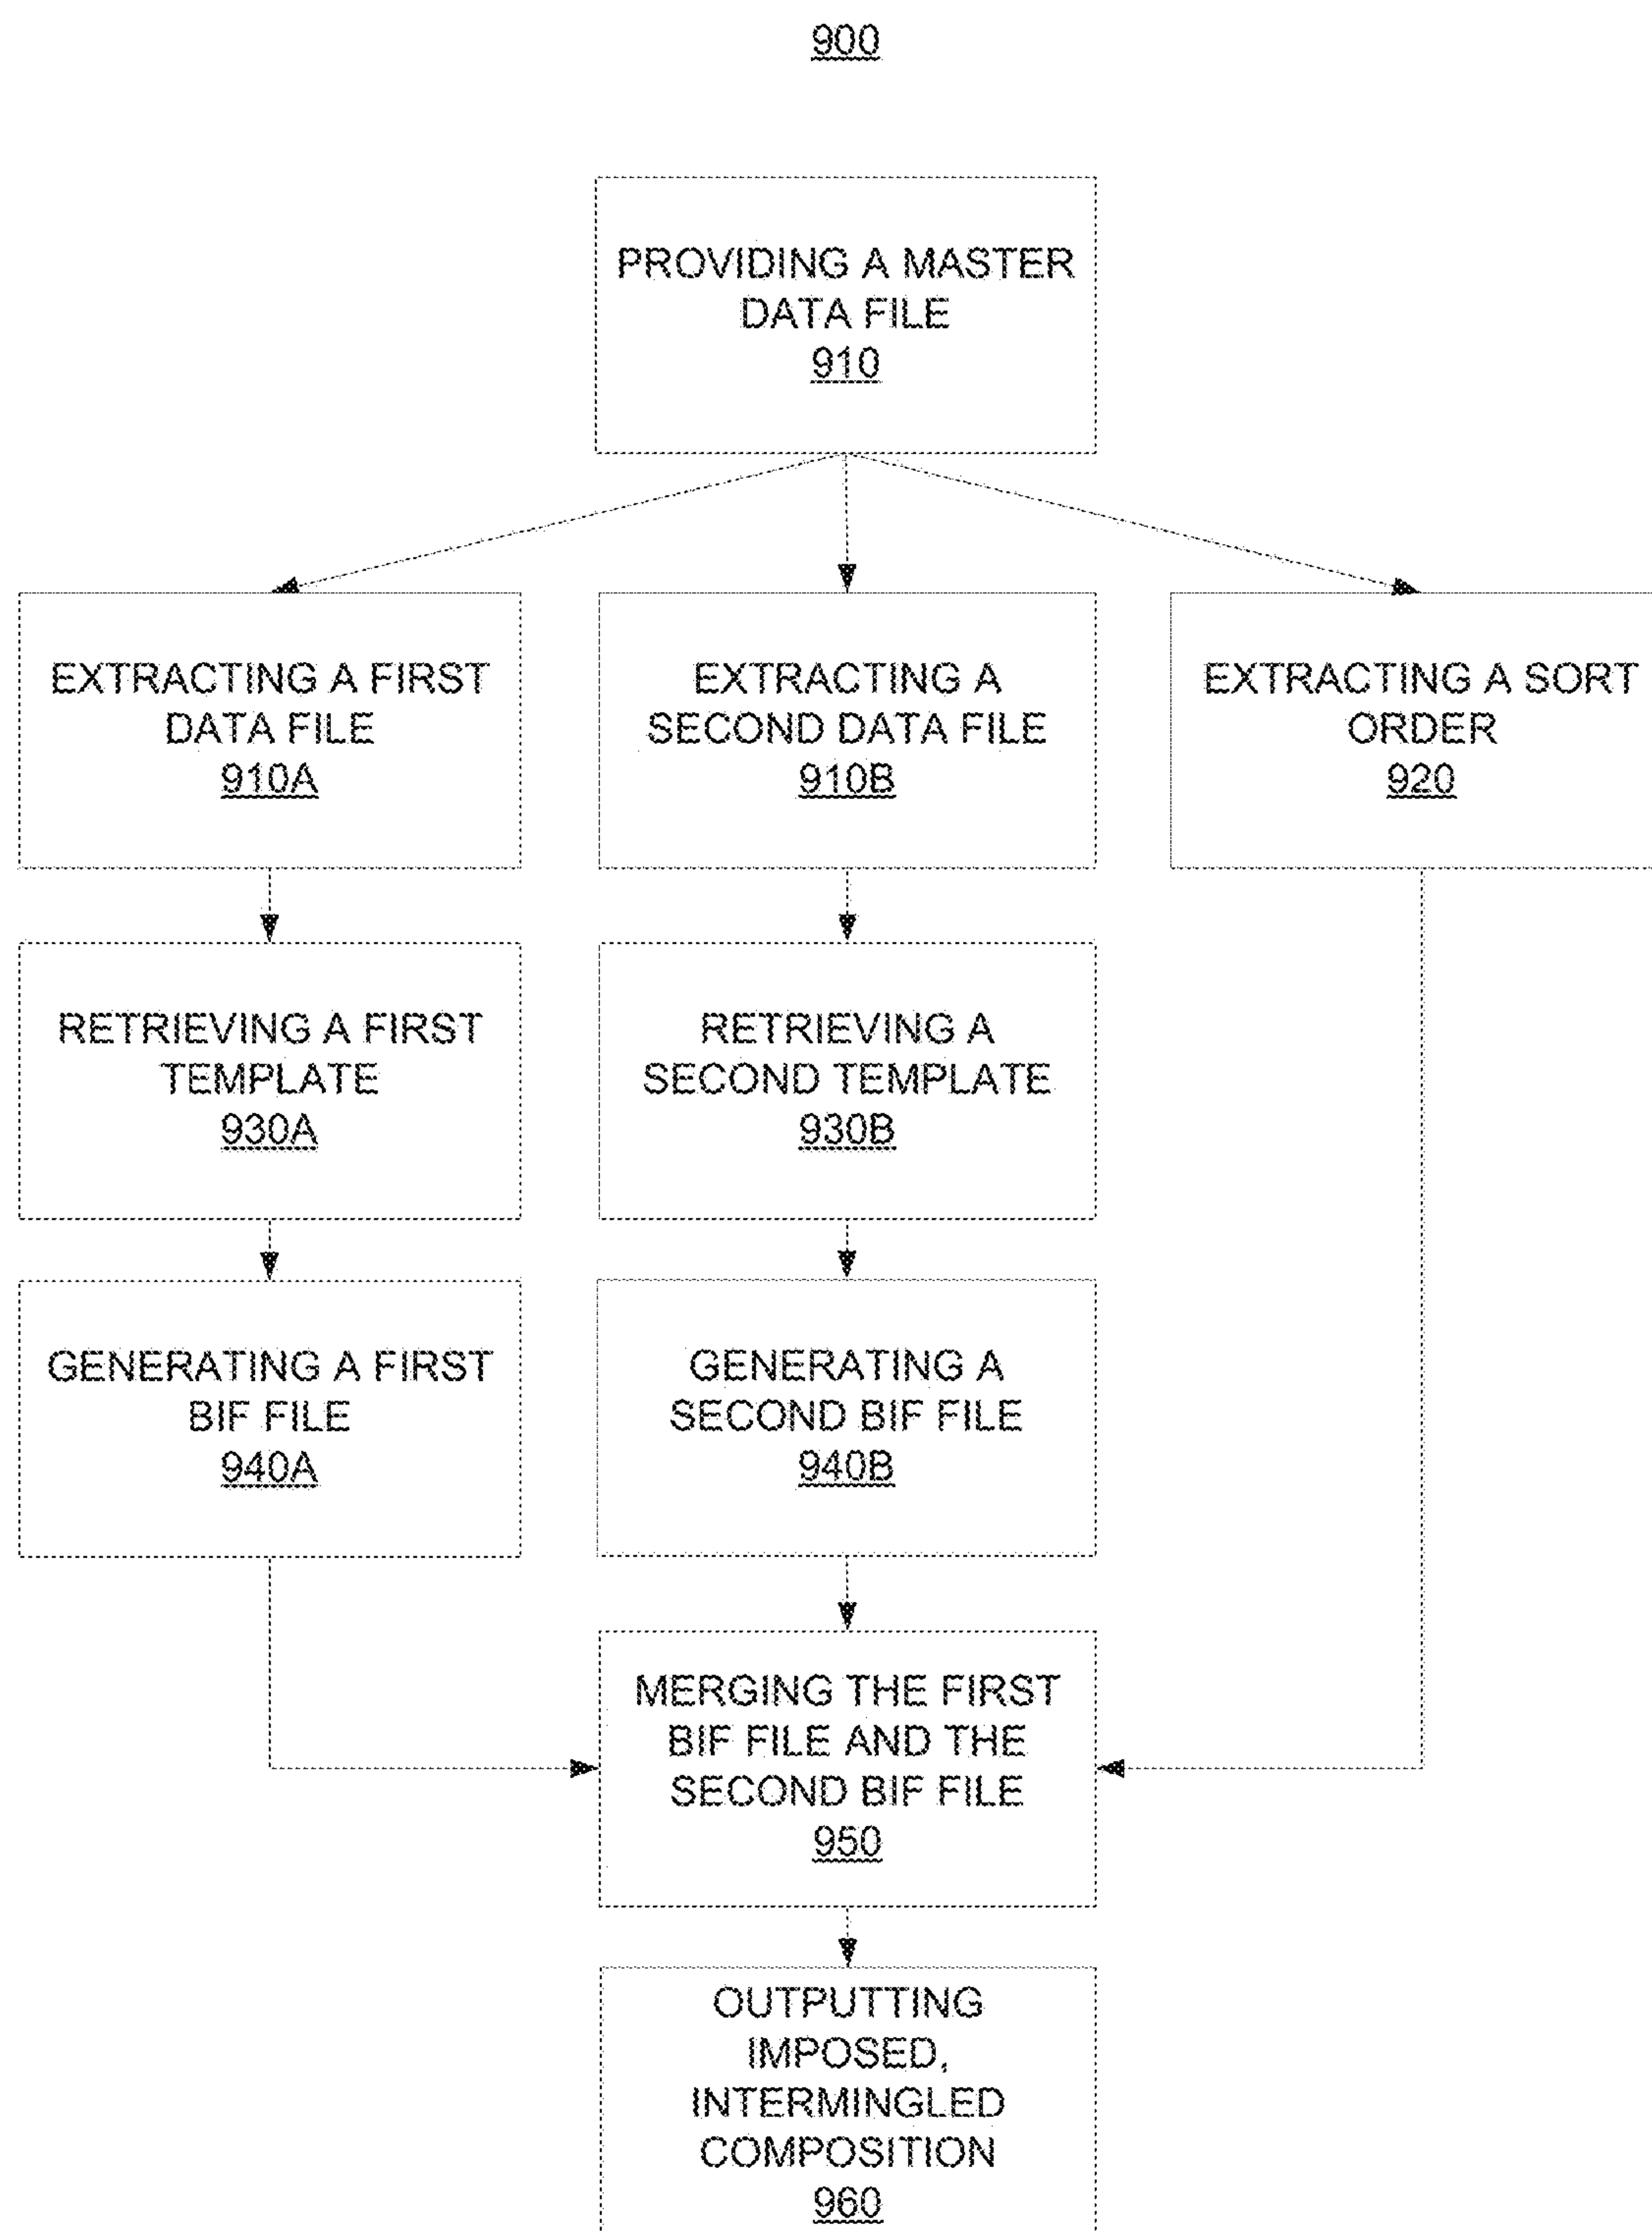 900
PROVIDING A MASTER
DATA FILE
910
EXTRACTING A FIRST
DATA FILE
910A
EXTRACTING A
SECOND DATA FILE
910B
EXTRACTING A SORT
ORDER
920
RETRIEVING A FIRST
TEMPLATE
930A
RETRIEVING A
SECOND TEMPLATE
930B
GENERATING A FIRST
BIF FILE
940A
GENERATING A
SECOND BIF FILE
940B
MERGING THE FIRST
BIF FILE AND THE
SECOND BIF FILE
950
OUTPUTTING
IMPOSED,
INTERMINGLED
COMPOSITION
960